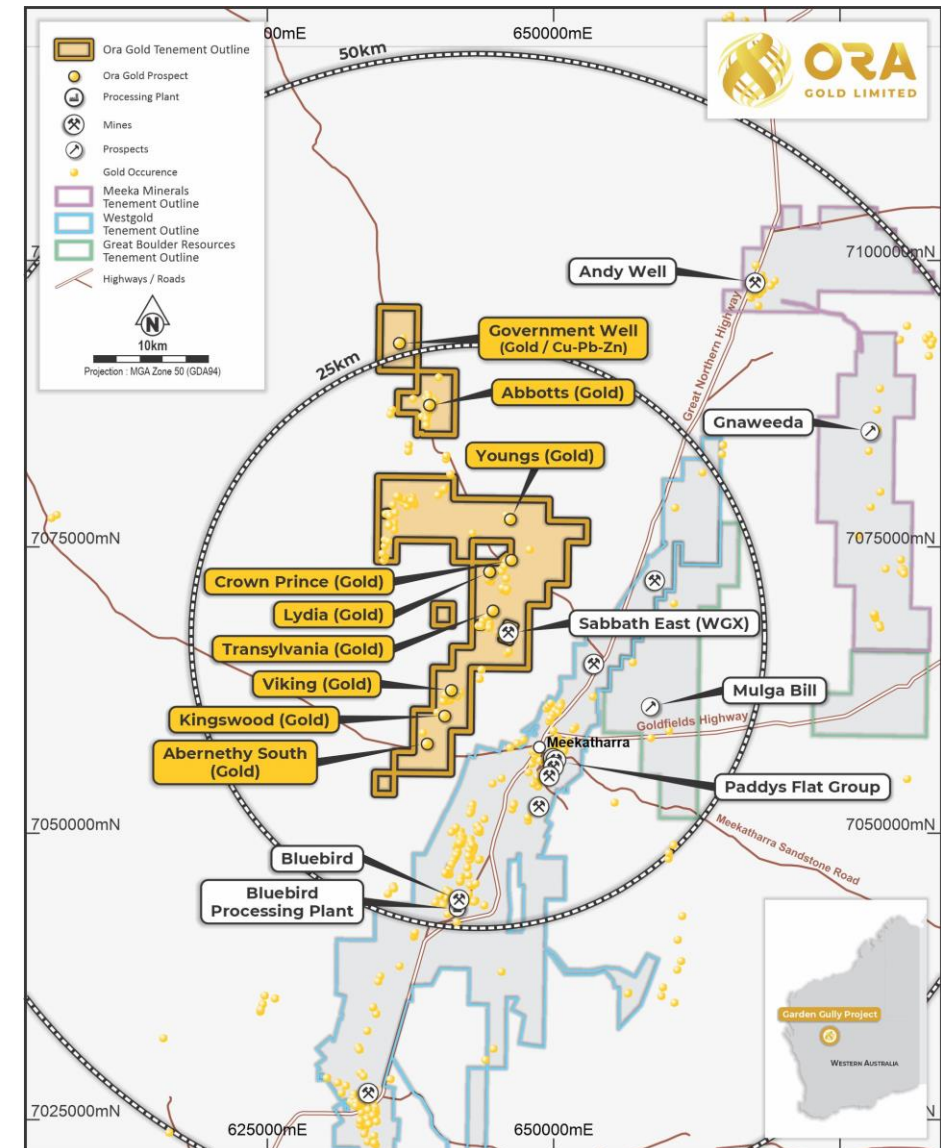 000mE
650000mE
50km
ORA
GOLD LIMITED
Ora Gold Tenement Outline
Ora Gold Prospect
Processing Plant
Mines
Prospects
Gold Occurence
Meeka Minerals
Tenement Outline
Westgold
Tenement Outline
Great Boulder Resources
Tenement Outline
Highways / Roads
N
10km
Projection : MGA Zone 50 (GDA94)
7100000mN
Andy Well
Great Northern Highway
Government Well
(Gold / Cu-Pb-Zn)
25km
Abbotts (Gold)
Gnaweeda
Youngs (Gold)
7075000mN
7075000mN
Crown Prince (Gold)
Lydia (Gold)
Sabbath East (WGX)
Transylvania (Gold)
Viking (Gold)
Mulga Bill
Kingswood (Gold)
Goldfields Highway
Meekatharra
Abernethy South
(Gold)
Paddys Flat Group
7050000mN
7050000mN
Meekatharra Sandstone Road
Bluebird
Bluebird
Processing Plant
Garden Gully Project
WESTERN AUSTRALIA
7025000mN
625000mE
650000mE